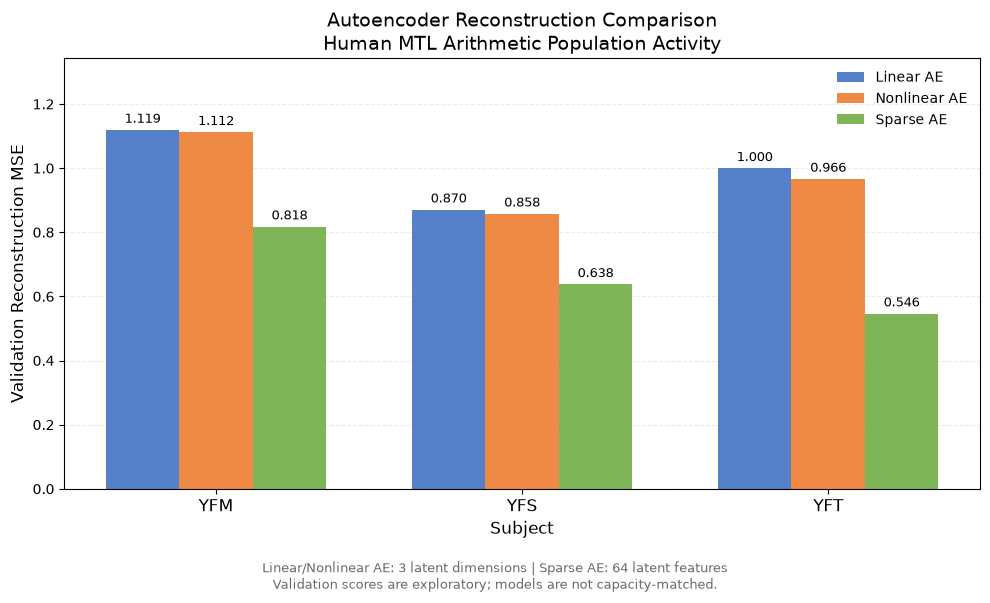 Autoencoder Reconstruction Comparison
Human MTL Arithmetic Population Activity
Validation Reconstruction MSE
1.2
1.0
0.8
0.6
0.4
0.2
0.0
Linear AE
Nonlinear AE
Sparse AE
1.119
1.112
0.818
0.870
0.858
0.638
1.000
0.966
0.546
YFM
YFS
YFT
Subject
Linear/Nonlinear AE: 3 latent dimensions | Sparse AE: 64 latent features
Validation scores are exploratory; models are not capacity-matched.